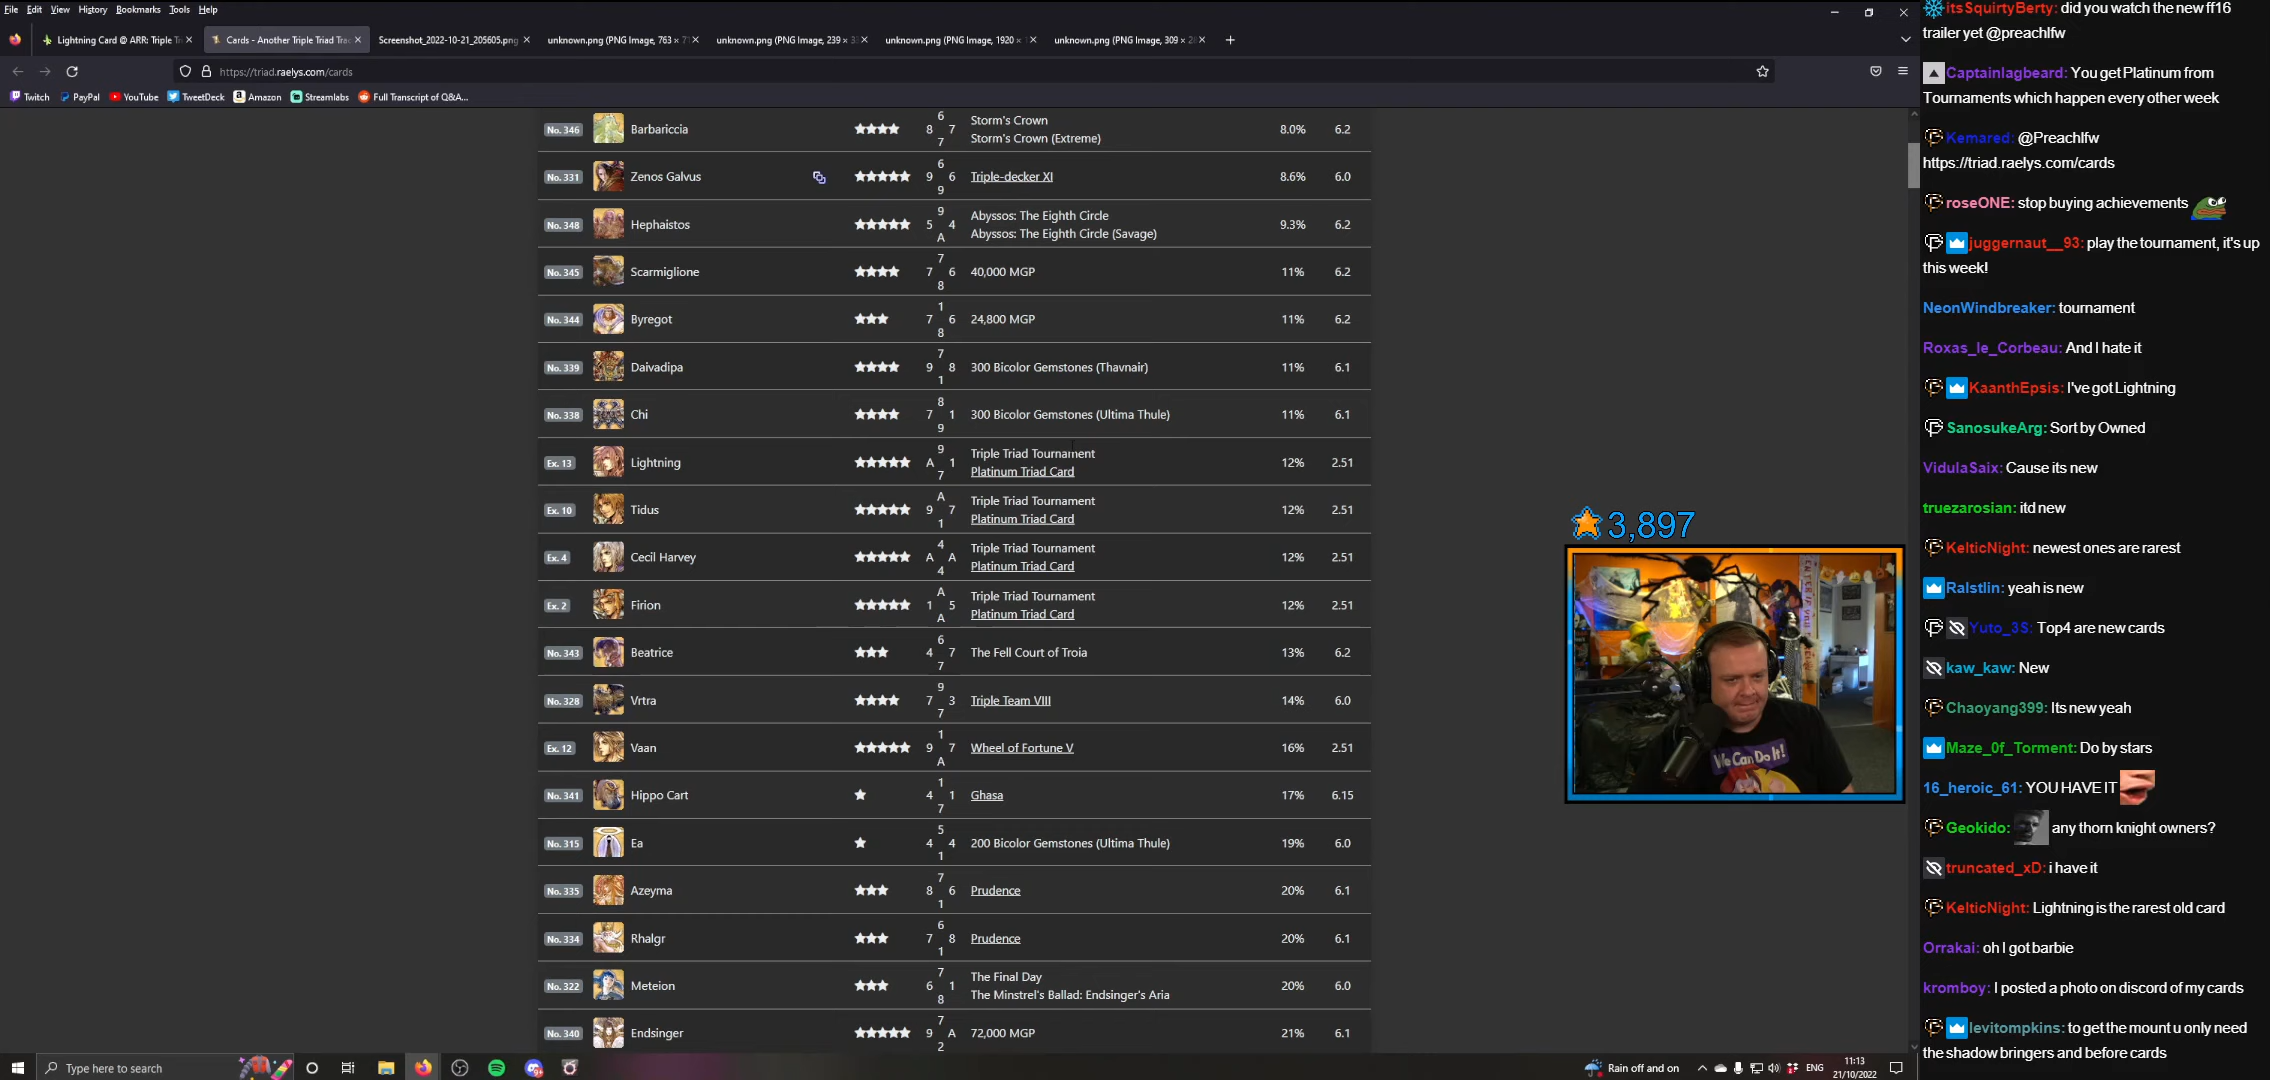 File Edit View History Bookmarks Tools Help
Lightning Card @ ARR: Triple T
Cards - Another Triple Triad Tra
Screenshot_2022-10-21_205605.png
unknown.png (PNG Image, 763 ×
unknown.png (PNG Image, 239 ×
unknown.png (PNG Image, 1920 ×
unknown.png (PNG Image, 309 ×
https://triad.raelys.com/cards
Twitch PayPal YouTube TweetDeck Amazon Streamlabs Full Transcript of Q&A...
No. 346 Barbariccia 6 8 7 7 Storm's Crown
Storm's Crown (Extreme) 8.0% 6.2
No. 331 Zenos Galvus 6 9 6 9 Triple-decker XI 8.6% 6.0
No. 348 Hephaistos 9 5 4 A Abyssos: The Eighth Circle
Abyssos: The Eighth Circle (Savage) 9.3% 6.2
No. 345 Scarmiglione 7 7 6 8 40,000 MGP 11% 6.2
No. 344 Byregot 1 7 6 8 24,800 MGP 11% 6.2
No. 339 Daivadipa 7 9 8 1 300 Bicolor Gemstones (Thavnair) 11% 6.1
No. 338 Chi 8 7 1 9 300 Bicolor Gemstones (Ultima Thule) 11% 6.1
Ex. 13 Lightning 9 A 1 7 Triple Triad Tournament
Platinum Triad Card 12% 2.51
Ex. 10 Tidus A 9 7 1 Triple Triad Tournament
Platinum Triad Card 12% 2.51
Ex. 4 Cecil Harvey 4 A A 4 Triple Triad Tournament
Platinum Triad Card 12% 2.51
Ex. 2 Firion A 1 5 A Triple Triad Tournament
Platinum Triad Card 12% 2.51
No. 343 Beatrice 6 4 7 7 The Fell Court of Troia 13% 6.2
No. 328 Vrtra 9 7 3 7 Triple Team VIII 14% 6.0
Ex. 12 Vaan 1 9 7 A Wheel of Fortune V 16% 2.51
No. 341 Hippo Cart 1 4 1 7 Ghasa 17% 6.15
No. 315 Ea 5 4 4 1 200 Bicolor Gemstones (Ultima Thule) 19% 6.0
No. 335 Azeyma 7 8 6 1 Prudence 20% 6.1
No. 334 Rhalgr 6 7 8 1 Prudence 20% 6.1
No. 322 Meteion 7 6 1 8 The Final Day
The Minstrel's Ballad: Endsinger's Aria 20% 6.0
No. 340 Endsinger 7 9 A 2 72,000 MGP 21% 6.1
3,897
We Can Do It!
itsSquirtyBerty: did you watch the new ff16
trailer yet @preachlfw
Captainlagbeard: You get Platinum from
Tournaments which happen every other week
Kemared: @Preachlfw
https://triad.raelys.com/cards
roseONE: stop buying achievements
juggernaut__93: play the tournament, it's up
this week!
NeonWindbreaker: tournament
Roxas_le_Corbeau: And I hate it
KaanthEpsis: I've got Lightning
SanosukeArg: Sort by Owned
VidulaSaix: Cause its new
truezarosian: itd new
KelticNight: newest ones are rarest
Ralstlin: yeah is new
Yuto_3S: Top4 are new cards
kaw_kaw: New
Chaoyang399: Its new yeah
Maze_0f_Torment: Do by stars
16_heroic_61: YOU HAVE IT
Geokido: any thorn knight owners?
truncated_xD: i have it
KelticNight: Lightning is the rarest old card
Orrakai: oh I got barbie
kromboy: I posted a photo on discord of my cards
levitompkins: to get the mount u only need
the shadow bringers and before cards
Type here to search
Rain off and on
ENG
11:13
21/10/2022